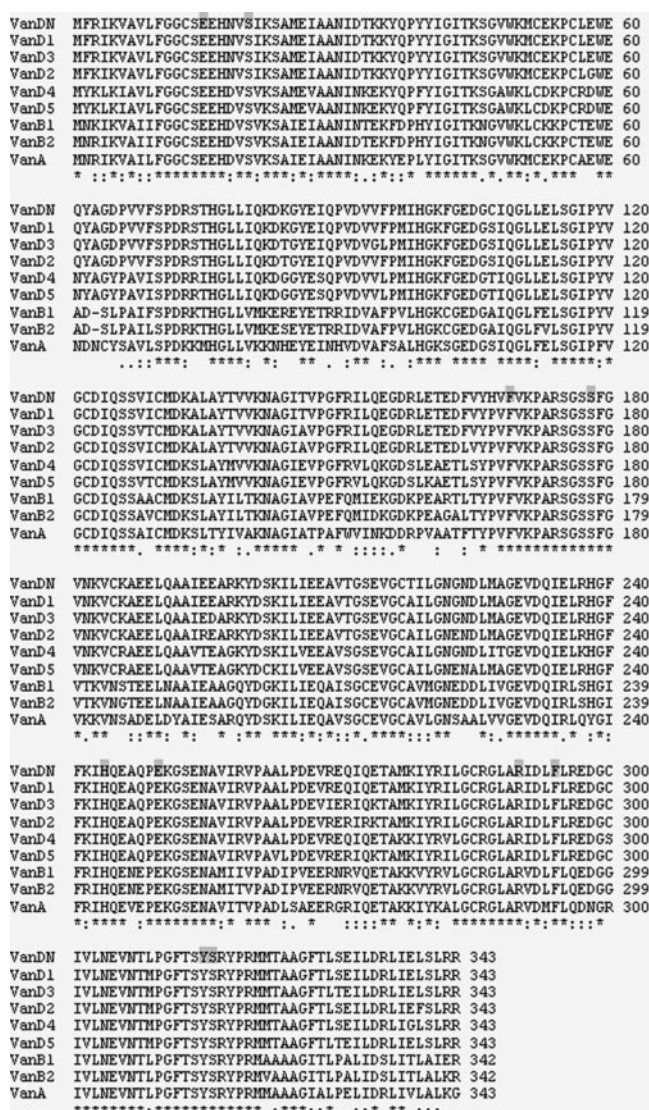 VanDN MFRIKVAVLFGGCSEEHNVSIKSAMEIAANIDTKKYQPYYIGITKSGVWKMCEKPCLEWE 60
VanD1 MFRIKVAVLFGGCSEEHNVSIKSAMEIAANIDTKKYQPYYIGITKSGVWKMCEKPCLEWE 60
VanD3 MFRIKVAVLFGGCSEEHNVSIKSAMEIAANIDTKKYQPYYIGITKSGVWKMCEKPCLEWE 60
VanD2 MFKIKVAVLFGGCSEEHNVSIKSAMEIAANIDTKKYQPYYIGITKSGVWKMCEKPCLGWE 60
VanD4 MYKLKIAVLFGGCSEEHDVSVKSAMEVAANINKEKYQPFYIGITKSGAWKLCDKPCRDWE 60
VanD5 MYKLKIAVLFGGCSEEHDVSVKSAMEVAANINKEKYQPFYIGITKSGAWKLCDKPCRDWE 60
VanB1 MNKIKVAIIFGGCSEEHDVSVKSAIEIAANINTEKFDPHYIGITKNGVWKLCKKPCTEWE 60
VanB2 MNRIKVAIIFGGCSEEHDVSVKSAIEIAANINTEKFDPHYIGITKNGVWKLCKKPCTEWE 60
VanA MNRIKVAILFGGCSEEHDVSVKSAIEIAANINKEKYEPLYIGITKSGVWKMCEKPCAEWE 60
* ::*:*::********:**:***:*:****:.:*::* ******.*.**:*.*** **
VanDN QYAGDPVVFSPDRSTHGLLIQKDKGYEIQPVDVVFPMIHGKFGEDGCIQGLLELSGIPYV 120
VanD1 QYAGDPVVFSPDRSTHGLLIQKDKGYEIQPVDVVFPMIHGKFGEDGSIQGLLELSGIPYV 120
VanD3 QYAGDPVVFSPDRSTHGLLIQKDTGYEIQPVDVGLPMIHGKFGEDGSIQGLLELSGIPYV 120
VanD2 QYAGDPVVFSPDRSTHGLLIQKDTGYEIQPVDVVFPMIHGKFGEDGSIQGLLELSGIPYV 120
VanD4 NYAGYPAVISPDRRIHGLLIQKDGGYESQPVDVVLPMIHGKFGEDGTIQGLLELSGIPYV 120
VanD5 NYAGYPAVISPDRRTHGLLIQKDGGYESQPVDVVLPMIHGKFGEDGTIQGLLELSGIPYV 120
VanB1 AD-SLPAIFSPDRKTHGLLVMKEREYETRRIDVAFPVLHGKCGEDGAIQGLFELSGIPYV 119
VanB2 AD-SLPAILSPDRKTHGLLVMKESEYETRRIDVAFPVLHGKCGEDGAIQGLFVLSGIPYV 119
VanA NDNCYSAVLSPDKKMHGLLVKKNHEYEINHVDVAFSALHGKSGEDGSIQGLFELSGIPFV 120
..::***: ****: *: ** . :** :. :*** **** ****: *****:*
VanDN GCDIQSSVICMDKALAYTVVKNAGITVPGFRILQEGDRLETEDFVYHVFVKPARSGSSFG 180
VanD1 GCDIQSSVICMDKALAYTVVKNAGIAVPGFRILQEGDRLETEDFVYPVFVKPARSGSSFG 180
VanD3 GCDIQSSVTCMDKALAYTVVKNAGIAVPGFRILQEGDRLETEDFVYPVFVKPARSGSSFG 180
VanD2 GCDIQSSVICMDKALTYTVVKNAGIAVPGFRILQEGDRLETEDLVYPVFVKPARSGSSFG 180
VanD4 GCDIQSSVICMDKSLAYMVVKNAGIEVPGFRVLQKGDSLEAETLSYPVFVKPARSGSSFG 180
VanD5 GCDIQSSVTCMDKSLAYMVVKNAGIEVPGFRVLQKGDSLKAETLSYPVFVKPARSGSSFG 180
VanB1 GCDIQSSAACMDKSLAYILTKNAGIAVPEFQMIEKGDKPEARTLTYPVFVKPARSGSSFG 179
VanB2 GCDIQSSAVCMDKSLAYILTKNAGIAVPEFQMIDKGDKPEAGALTYPVFVKPARSGSSFG 179
VanA GCDIQSSAICMDKSLTYIVAKNAGIATPAFWVINKDDRPVAATFTYPVFVKPARSGSSFG 180
*******. ****:*:* :.***** .* * :::.* : : * *************
VanDN VNKVCKAEELQAAIEEARKYDSKILIEEAVTGSEVGCTILGNGNDLMAGEVDQIELRHGF 240
VanD1 VNKVCKAEELQAAIEEARKYDSKILIEEAVTGSEVGCAILGNGNDLMAGEVDQIELRHGF 240
VanD3 VNKVCKAEELQAAIEDARKYDSKILIEEAVTGSEVGCAILGNGNDLMAGEVDQIELRHGF 240
VanD2 VNKVCKAEELQAAIREARKYDSKILIEEAVTGSEVGCAILGNENDLMAGEVDQIELRHGF 240
VanD4 VNKVCRAEELQAAVTEAGKYDSKILVEEAVSGSEVGCAILGNGNDLITGEVDQIELKHGF 240
VanD5 VNKVCRAEELQAAVTEAGKYDCKILVEEAVSGSEVGCAILGNENALMAGEVDQIELRHGF 240
VanB1 VTKVNSTEELNAAIEAAGQYDGKILIEQAISGCEVGCAVMGNEDDLIVGEVDQIRLSHGI 239
VanB2 VTKVNGTEELNAAIEAAGQYDGKILIEQAISGCEVGCAVMGNEDDLIVGEVDQIRLSHGI 239
VanA VKKVNSADELDYAIESARQYDSKILIEQAVSGCEVGCAVLGNSAALVVGEVDQIRLQYGI 240
*.** ::**: *: * :** ***:*:*::*.****:::** *:.******.* :*:
VanDN FKIHQEAQPEKGSENAVIRVPAALPDEVREQIQETAMKIYRILGCRGLARIDLFLREDGC 300
VanD1 FKIHQEAQPEKGSENAVIRVPAALPDEVREQIQETAMKIYRILGCRGLARIDLFLREDGC 300
VanD3 FKIHQEAQPEKGSENAVIRVPAALPDEVIERIQKTAMKIYRILGCRGLARIDLFLREDGC 300
VanD2 FKIHQEAQPEKGSENAVIRVPAALPDEVRERIRKTAMKIYRILGCRGLARIDLFLREDGC 300
VanD4 FKIHQEAQPEKGSENAVIRVPAALPDEVREQIQETAKKIYRVLGCRGLARIDLFLREDGS 300
VanD5 FKIHQEAQPEKGSENAVIRVPAVLPDEVRERIQKTAMKIYRILGCRGLARIDLFLREDGC 300
VanB1 FRIHQENEPEKGSENAMIIVPADIPVEERNRVQETAKKVYRVLGCRGLARVDLFLQEDGG 299
VanB2 FRIHQENEPEKGSENAMITVPADIPVEERNRVQETAKKVYRVLGCRGLARVDLFLQEDGG 299
VanA FRIHQEVEPEKGSENAVITVPADLSAEERGRIQETAKKIYKALGCRGLARVDMFLQDNGR 300
*:**** :********:* *** :. * :::** *:*: ********:*:**:::*
VanDN IVLNEVNTLPGFTSYSRYPRMMTAAGFTLSEILDRLIELSLRR 343
VanD1 IVLNEVNTMPGFTSYSRYPRMMTAAGFTLSEILDRLIELSLRR 343
VanD3 IVLNEVNTMPGFTSYSRYPRMMTAAGFTLTEILDRLIELSLRR 343
VanD2 IVLNEVNTMPGFTSYSRYPRMMTAAGFTLSEILDRLIEFSLRR 343
VanD4 IVLNEVNTLPGFTSYSRYPRMMTAAGFTLSEILDRLIGLSLRR 343
VanD5 IVLNEVNTMPGFTSYSRYPRMMTAAGFTLSEILDRLIELSLRR 343
VanB1 IVLNEVNTLPGFTSYSRYPRMAAAAGITLPALIDSLITLAIER 342
VanB2 IVLNEVNTLPGFTSYSRYPRMVAAAGITLPALIDSLITLALKR 342
VanA IVLNEVNTLPGFTSYSRYPRMMAAAGIALPELIDRLIVLALKG 343